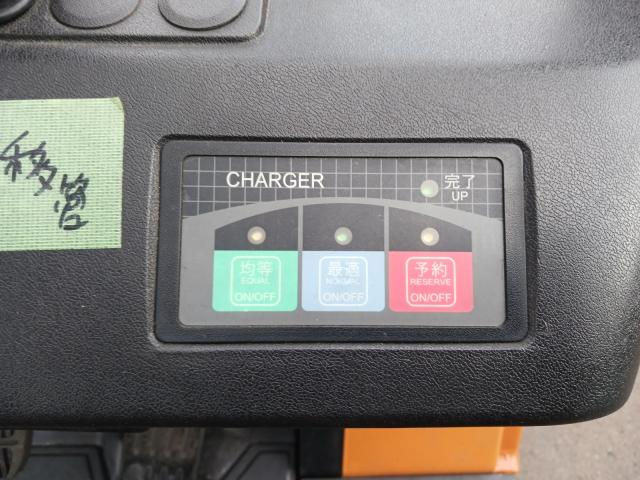 移管
CHARGER
完了
UP
均等
EQUAL
ON/OFF
最適
NORMAL
ON/OFF
予約
RESERVE
ON/OFF